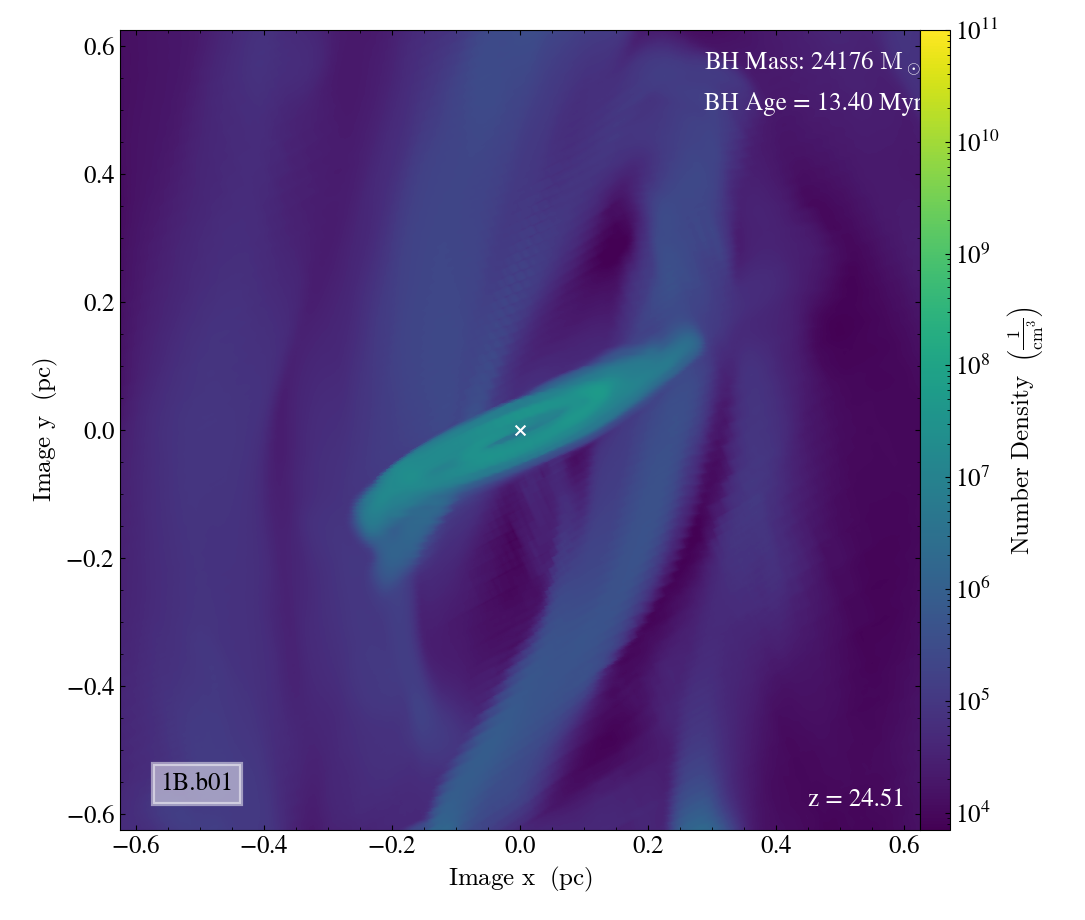 BH Mass: 24176 M⊙
BH Age = 13.40 Myr
1B.b01
z = 24.51
0.6
0.4
0.2
0.0
−0.2
−0.4
−0.6
Image y (pc)
−0.6 −0.4 −0.2 0.0 0.2 0.4 0.6
Image x (pc)
10¹¹
10¹⁰
10⁹
10⁸
10⁷
10⁶
10⁵
10⁴
Number Density (1/cm³)